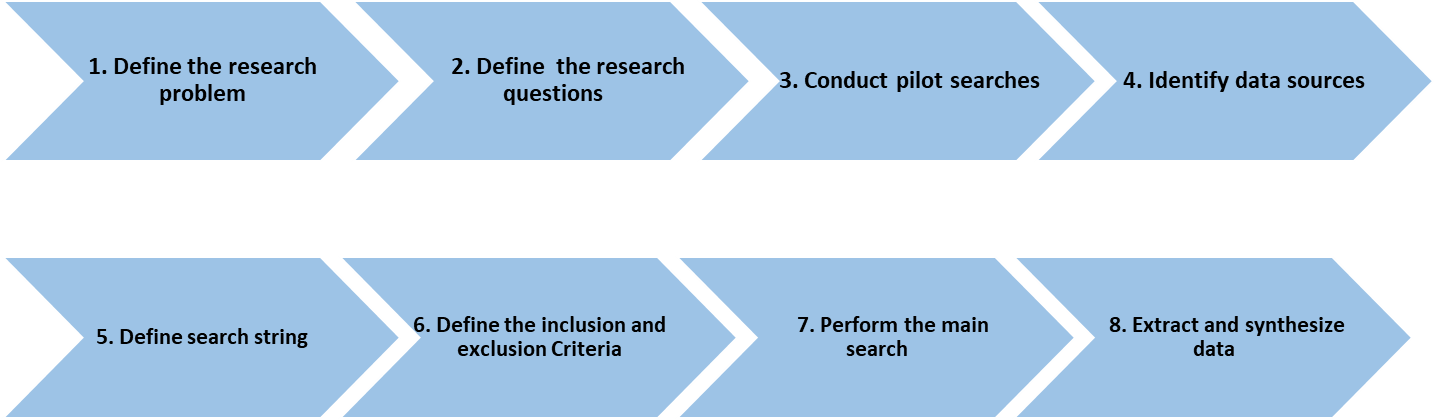 1. Define the research
problem
2. Define the research
questions
3. Conduct pilot searches
4. Identify data sources
5. Define search string
6. Define the inclusion and
exclusion Criteria
7. Perform the main
search
8. Extract and synthesize
data